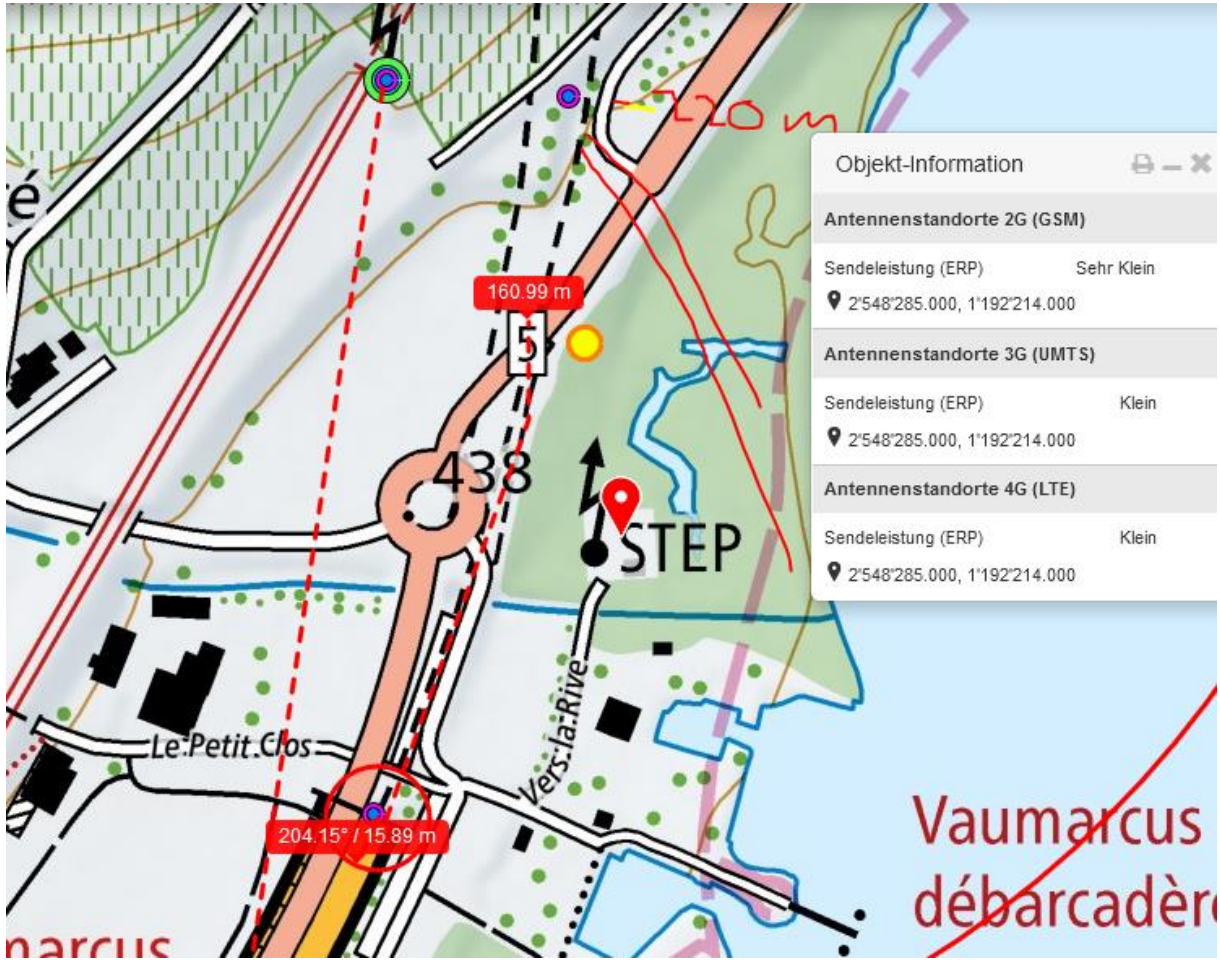 220 m
Objekt-Information
Antennenstandorte 2G (GSM)
Sendeleistung (ERP) Sehr Klein
2'548'285.000, 1'192'214.000
Antennenstandorte 3G (UMTS)
Sendeleistung (ERP) Klein
2'548'285.000, 1'192'214.000
Antennenstandorte 4G (LTE)
Sendeleistung (ERP) Klein
2'548'285.000, 1'192'214.000
é
160.99 m
5
438
STEP
Le Petit Clos
Vers la Rive
204.15° / 15.89 m
Vaumarcus
débarcadère
marcus